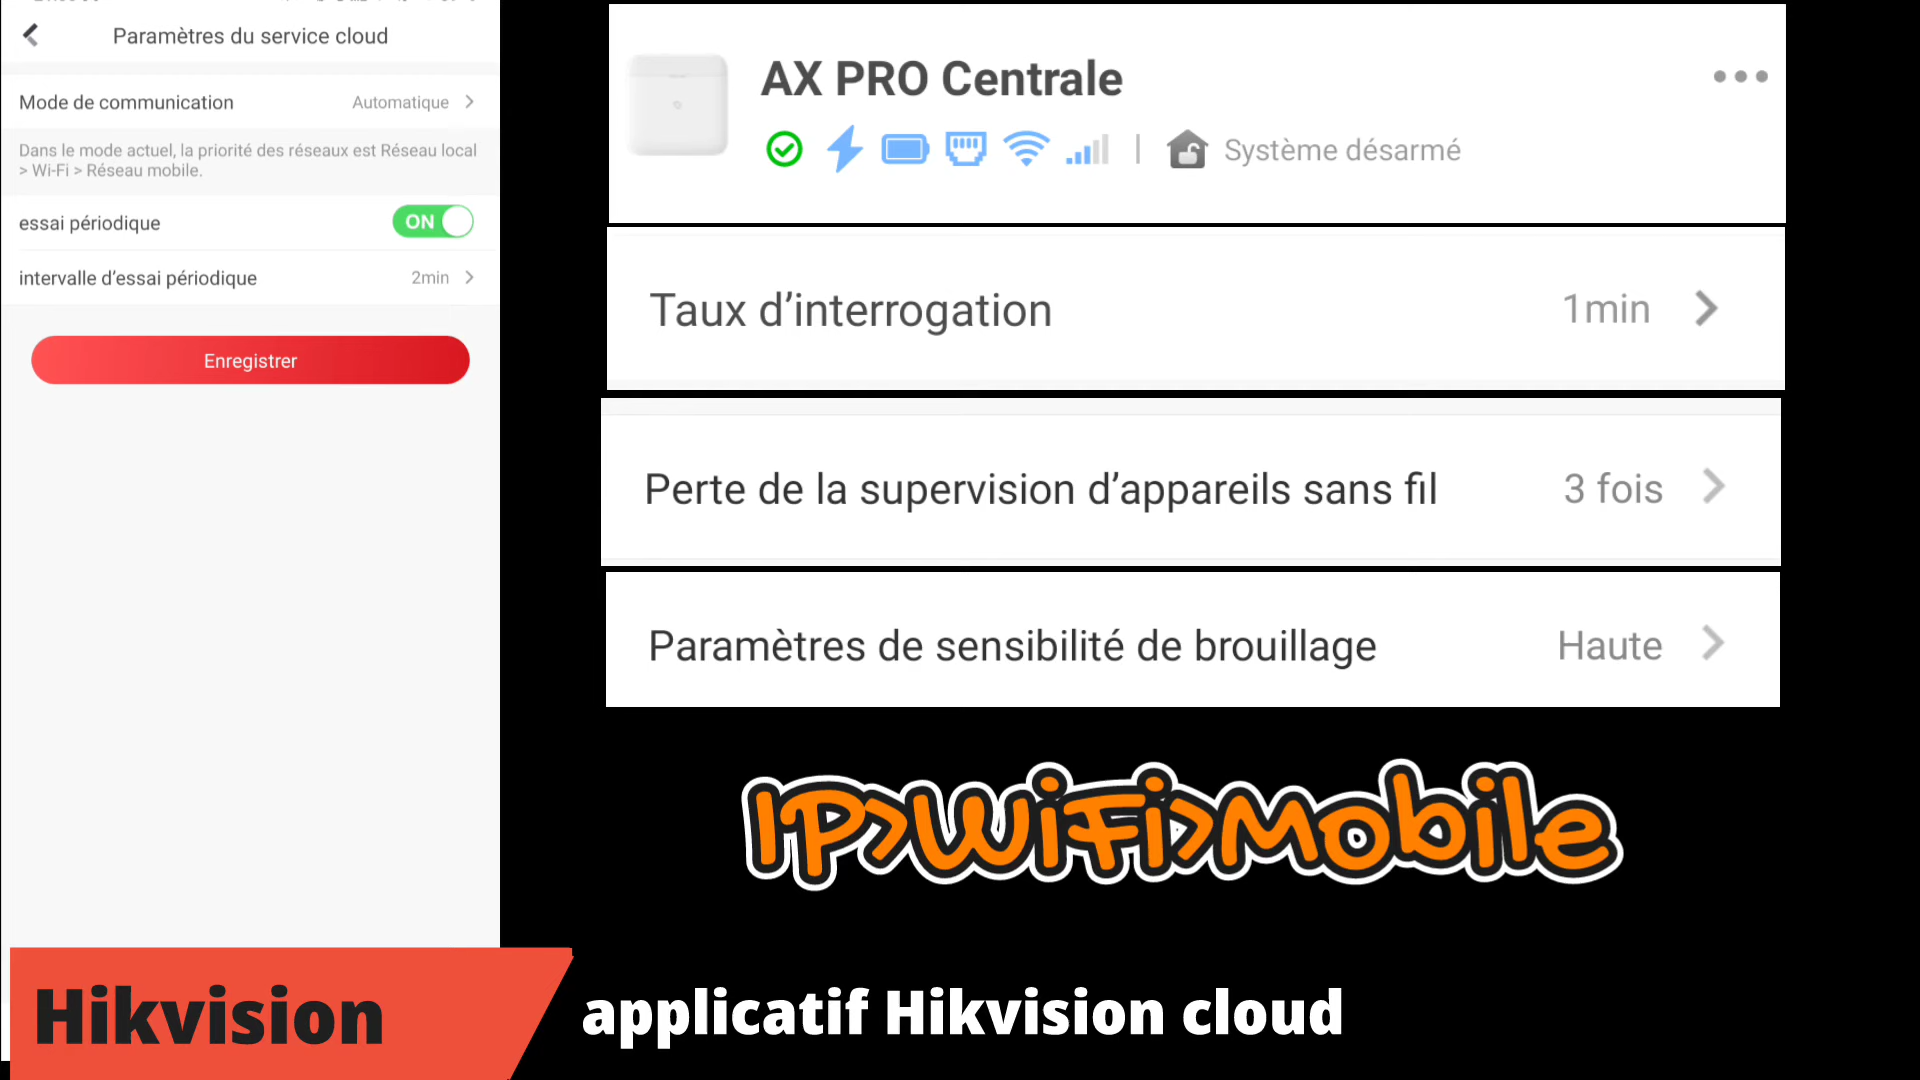 Paramètres du service cloud
Mode de communication Automatique
Dans le mode actuel, la priorité des réseaux est Réseau local
> Wi-Fi > Réseau mobile.
essai périodique ON
intervalle d’essai périodique 2min
Enregistrer
AX PRO Centrale
Système désarmé
Taux d’interrogation 1min
Perte de la supervision d’appareils sans fil 3 fois
Paramètres de sensibilité de brouillage Haute
IP>WiFi>Mobile
Hikvision
applicatif Hikvision cloud